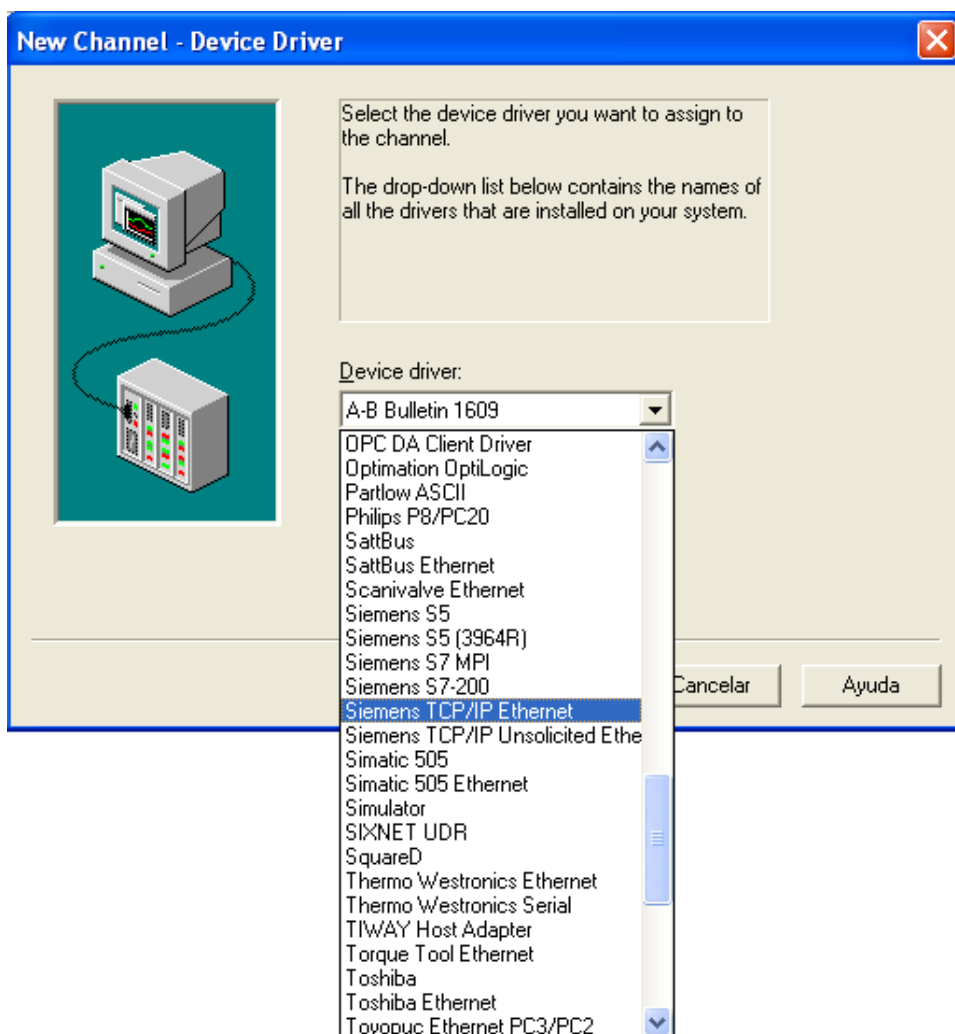 New Channel - Device Driver
Select the device driver you want to assign to
the channel.
The drop-down list below contains the names of
all the drivers that are installed on your system.
Device driver:
A-B Bulletin 1609
OPC DA Client Driver
Optimation OptiLogic
Partlow ASCII
Philips P8/PC20
SattBus
SattBus Ethernet
Scanivalve Ethernet
Siemens S5
Siemens S5 (3964R)
Siemens S7 MPI
Siemens S7-200
Siemens TCP/IP Ethernet
Siemens TCP/IP Unsolicited Ethe
Simatic 505
Simatic 505 Ethernet
Simulator
SIXNET UDR
SquareD
Thermo Westronics Ethernet
Thermo Westronics Serial
TIWAY Host Adapter
Torque Tool Ethernet
Toshiba
Toshiba Ethernet
Toyopuc Ethernet PC3/PC2
Cancelar
Ayuda